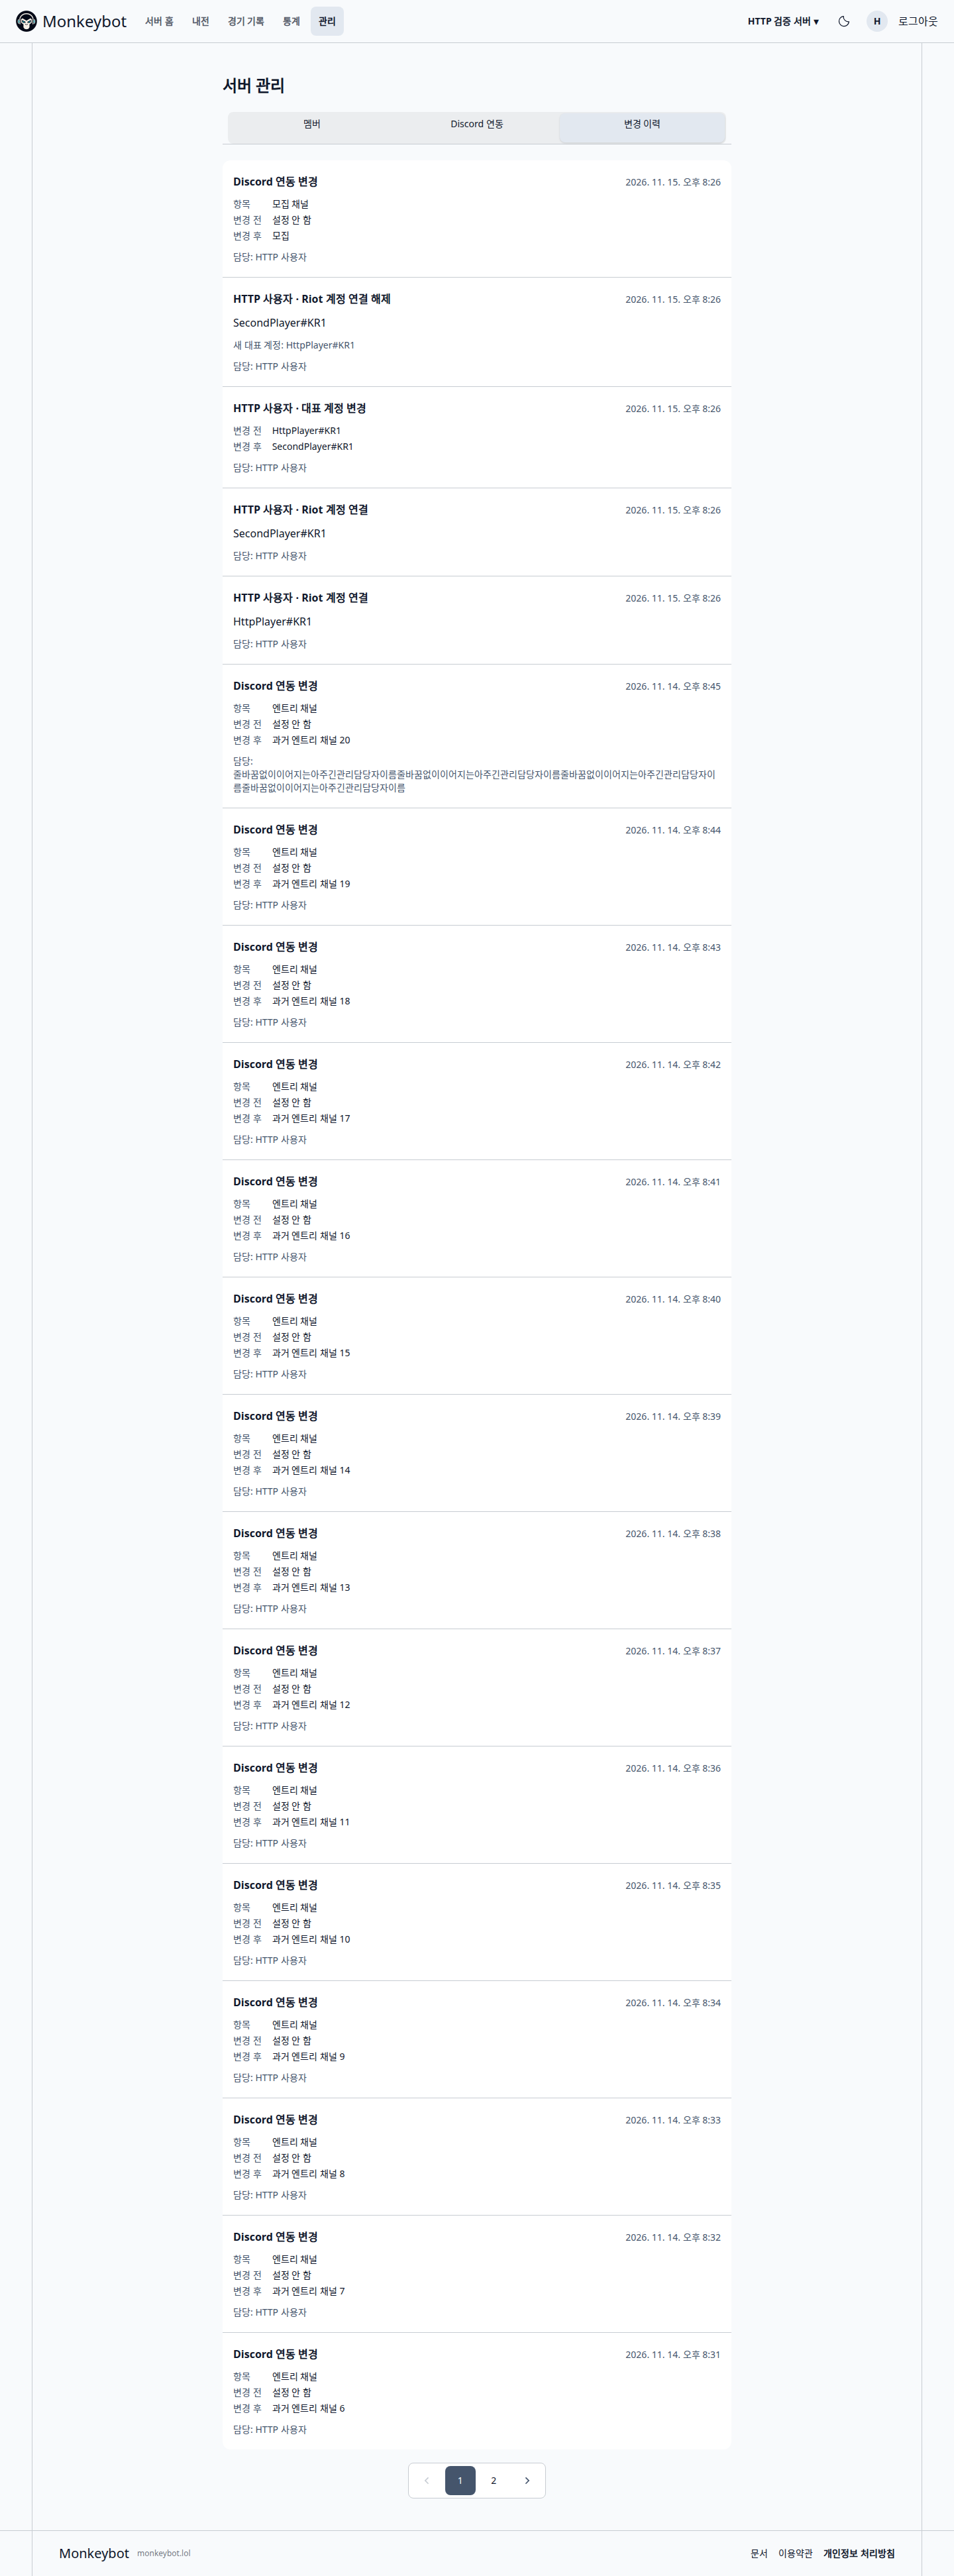 Monkeybot 서버 홈 내전 경기 기록 통계 관리 HTTP 검증 서버 ▾ H 로그아웃
서버 관리
멤버 Discord 연동 변경 이력
Discord 연동 변경 2026. 11. 15. 오후 8:26
항목 모집 채널
변경 전 설정 안 함
변경 후 모집
담당: HTTP 사용자
HTTP 사용자 · Riot 계정 연결 해제 2026. 11. 15. 오후 8:26
SecondPlayer#KR1
새 대표 계정: HttpPlayer#KR1
담당: HTTP 사용자
HTTP 사용자 · 대표 계정 변경 2026. 11. 15. 오후 8:26
변경 전 HttpPlayer#KR1
변경 후 SecondPlayer#KR1
담당: HTTP 사용자
HTTP 사용자 · Riot 계정 연결 2026. 11. 15. 오후 8:26
SecondPlayer#KR1
담당: HTTP 사용자
HTTP 사용자 · Riot 계정 연결 2026. 11. 15. 오후 8:26
HttpPlayer#KR1
담당: HTTP 사용자
Discord 연동 변경 2026. 11. 14. 오후 8:45
항목 엔트리 채널
변경 전 설정 안 함
변경 후 과거 엔트리 채널 20
담당:
줄바꿈없이이어지는아주긴관리담당자이름줄바꿈없이이어지는아주긴관리담당자이름줄바꿈없이이어지는아주긴관리담당자이
름줄바꿈없이이어지는아주긴관리담당자이름
Discord 연동 변경 2026. 11. 14. 오후 8:44
항목 엔트리 채널
변경 전 설정 안 함
변경 후 과거 엔트리 채널 19
담당: HTTP 사용자
Discord 연동 변경 2026. 11. 14. 오후 8:43
항목 엔트리 채널
변경 전 설정 안 함
변경 후 과거 엔트리 채널 18
담당: HTTP 사용자
Discord 연동 변경 2026. 11. 14. 오후 8:42
항목 엔트리 채널
변경 전 설정 안 함
변경 후 과거 엔트리 채널 17
담당: HTTP 사용자
Discord 연동 변경 2026. 11. 14. 오후 8:41
항목 엔트리 채널
변경 전 설정 안 함
변경 후 과거 엔트리 채널 16
담당: HTTP 사용자
Discord 연동 변경 2026. 11. 14. 오후 8:40
항목 엔트리 채널
변경 전 설정 안 함
변경 후 과거 엔트리 채널 15
담당: HTTP 사용자
Discord 연동 변경 2026. 11. 14. 오후 8:39
항목 엔트리 채널
변경 전 설정 안 함
변경 후 과거 엔트리 채널 14
담당: HTTP 사용자
Discord 연동 변경 2026. 11. 14. 오후 8:38
항목 엔트리 채널
변경 전 설정 안 함
변경 후 과거 엔트리 채널 13
담당: HTTP 사용자
Discord 연동 변경 2026. 11. 14. 오후 8:37
항목 엔트리 채널
변경 전 설정 안 함
변경 후 과거 엔트리 채널 12
담당: HTTP 사용자
Discord 연동 변경 2026. 11. 14. 오후 8:36
항목 엔트리 채널
변경 전 설정 안 함
변경 후 과거 엔트리 채널 11
담당: HTTP 사용자
Discord 연동 변경 2026. 11. 14. 오후 8:35
항목 엔트리 채널
변경 전 설정 안 함
변경 후 과거 엔트리 채널 10
담당: HTTP 사용자
Discord 연동 변경 2026. 11. 14. 오후 8:34
항목 엔트리 채널
변경 전 설정 안 함
변경 후 과거 엔트리 채널 9
담당: HTTP 사용자
Discord 연동 변경 2026. 11. 14. 오후 8:33
항목 엔트리 채널
변경 전 설정 안 함
변경 후 과거 엔트리 채널 8
담당: HTTP 사용자
Discord 연동 변경 2026. 11. 14. 오후 8:32
항목 엔트리 채널
변경 전 설정 안 함
변경 후 과거 엔트리 채널 7
담당: HTTP 사용자
Discord 연동 변경 2026. 11. 14. 오후 8:31
항목 엔트리 채널
변경 전 설정 안 함
변경 후 과거 엔트리 채널 6
담당: HTTP 사용자
1 2
Monkeybot monkeybot.lol 문서 이용약관 개인정보 처리방침